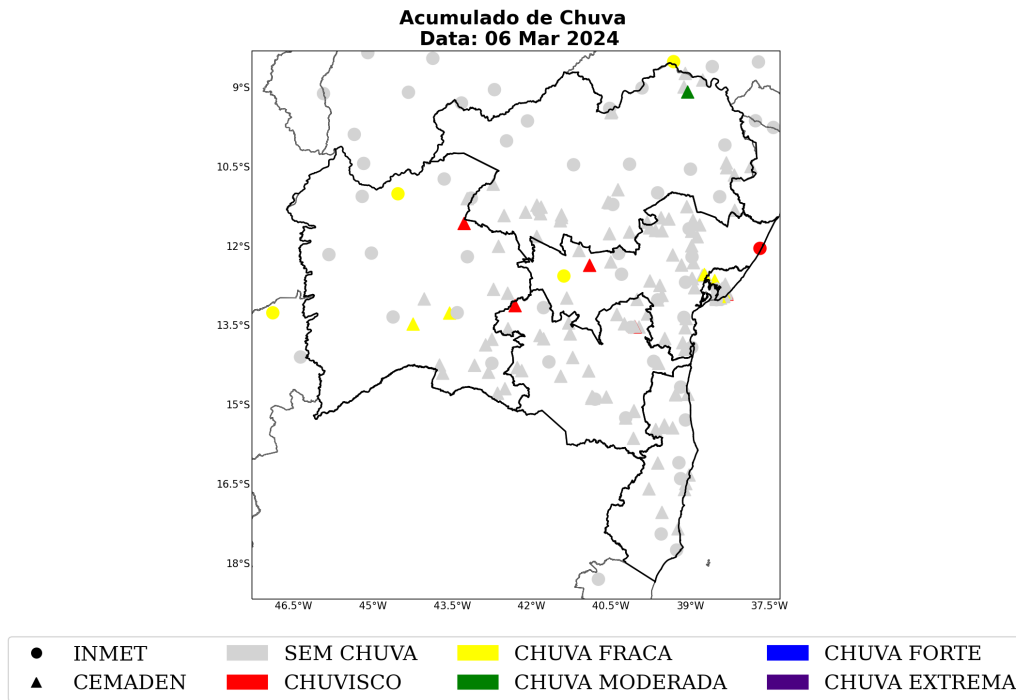 Acumulado de Chuva
Data: 06 Mar 2024
9°S
10.5°S
12°S
13.5°S
15°S
16.5°S
18°S
46.5°W 45°W 43.5°W 42°W 40.5°W 39°W 37.5°W
INMET SEM CHUVA CHUVA FRACA CHUVA FORTE
CEMADEN CHUVISCO CHUVA MODERADA CHUVA EXTREMA